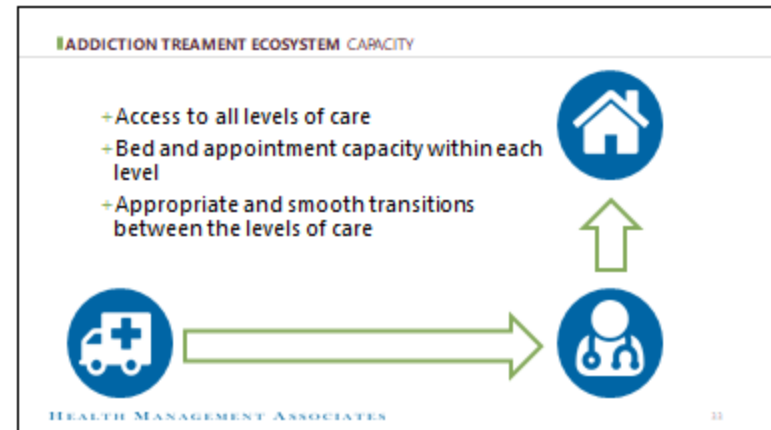 ADDICTION TREAMENT ECOSYSTEM CAPACITY
+Access to all levels of care
+Bed and appointment capacity within each
level
+Appropriate and smooth transitions
between the levels of care
HEALTH MANAGEMENT ASSOCIATES